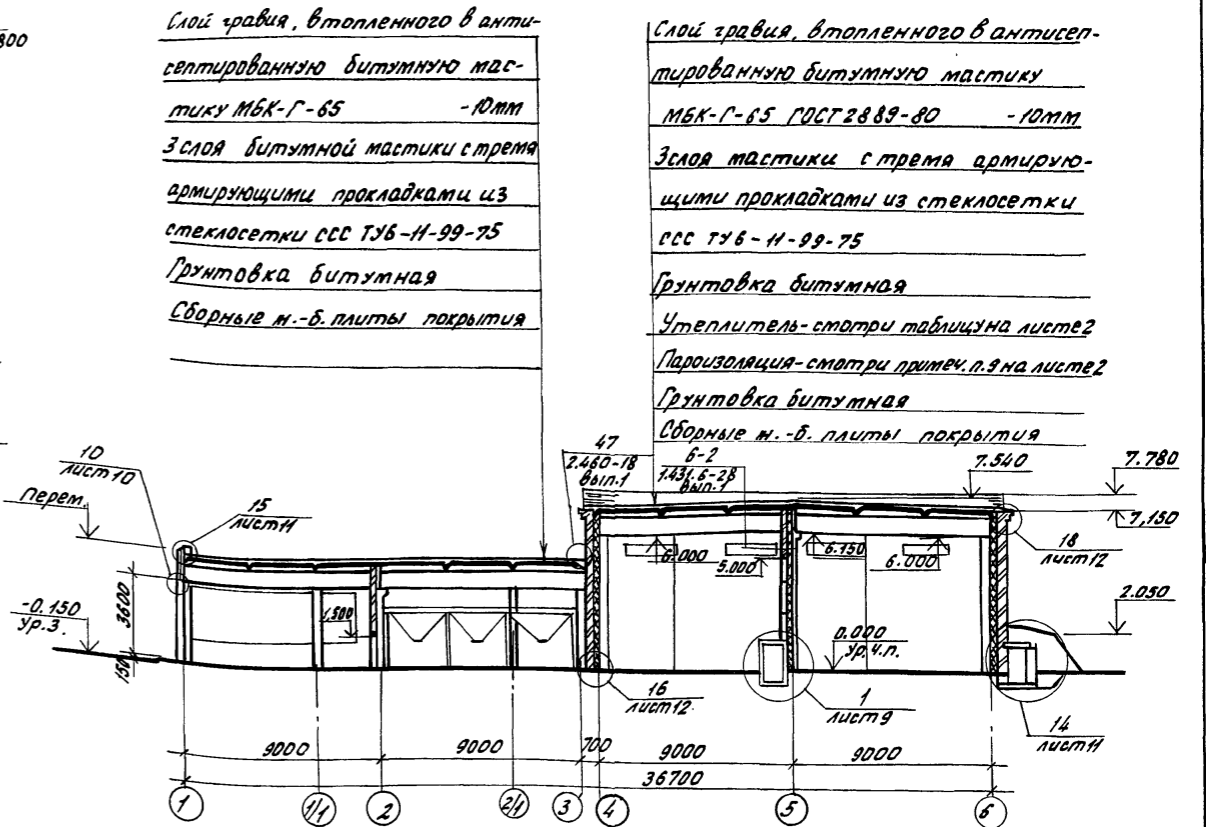 800
Слой гравия, втопленного в анти-
септированную битумную мас-
тику МБК-Г-65 -10мм
3 слоя битумной мастики с тремя
армирующими прокладками из
стеклосетки ССС ТУ6-11-99-75
Грунтовка битумная
Сборные ж.-б. плиты покрытия
Слой гравия, втопленного в антисеп-
тированную битумную мастику
МБК-Г-65 ГОСТ 2889-80 -10мм
3 слоя мастики с тремя армирую-
щими прокладками из стеклосетки
ССС ТУ6-11-99-75
Грунтовка битумная
Утеплитель-смотри таблицу на листе 2
Пароизоляция-смотри примеч. п.9 на листе 2
Грунтовка битумная
Сборные ж.-б. плиты покрытия
10
лист 10
Перем.
15
лист 11
47
2.460-18
вып.1
6-2
1.431.6-28
вып.1
7.540
7.780
7,150
18
лист 12
6.000
5.000
6.150
6.000
2.050
-0.150
Ур.З.
3600
150
1,500
0.000
Ур.ч.п.
16
лист 12
1
лист 9
14
лист 11
9000
9000
700
9000
9000
36700
1
1/1
2
2/1
3
4
5
6